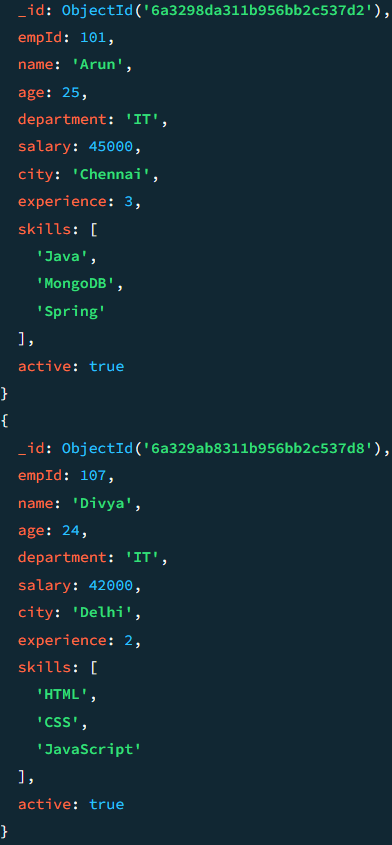 _id: ObjectId('6a3298da311b956bb2c537d2'),
empId: 101,
name: 'Arun',
age: 25,
department: 'IT',
salary: 45000,
city: 'Chennai',
experience: 3,
skills: [
'Java',
'MongoDB',
'Spring'
],
active: true
}
{
_id: ObjectId('6a329ab8311b956bb2c537d8'),
empId: 107,
name: 'Divya',
age: 24,
department: 'IT',
salary: 42000,
city: 'Delhi',
experience: 2,
skills: [
'HTML',
'CSS',
'JavaScript'
],
active: true
}